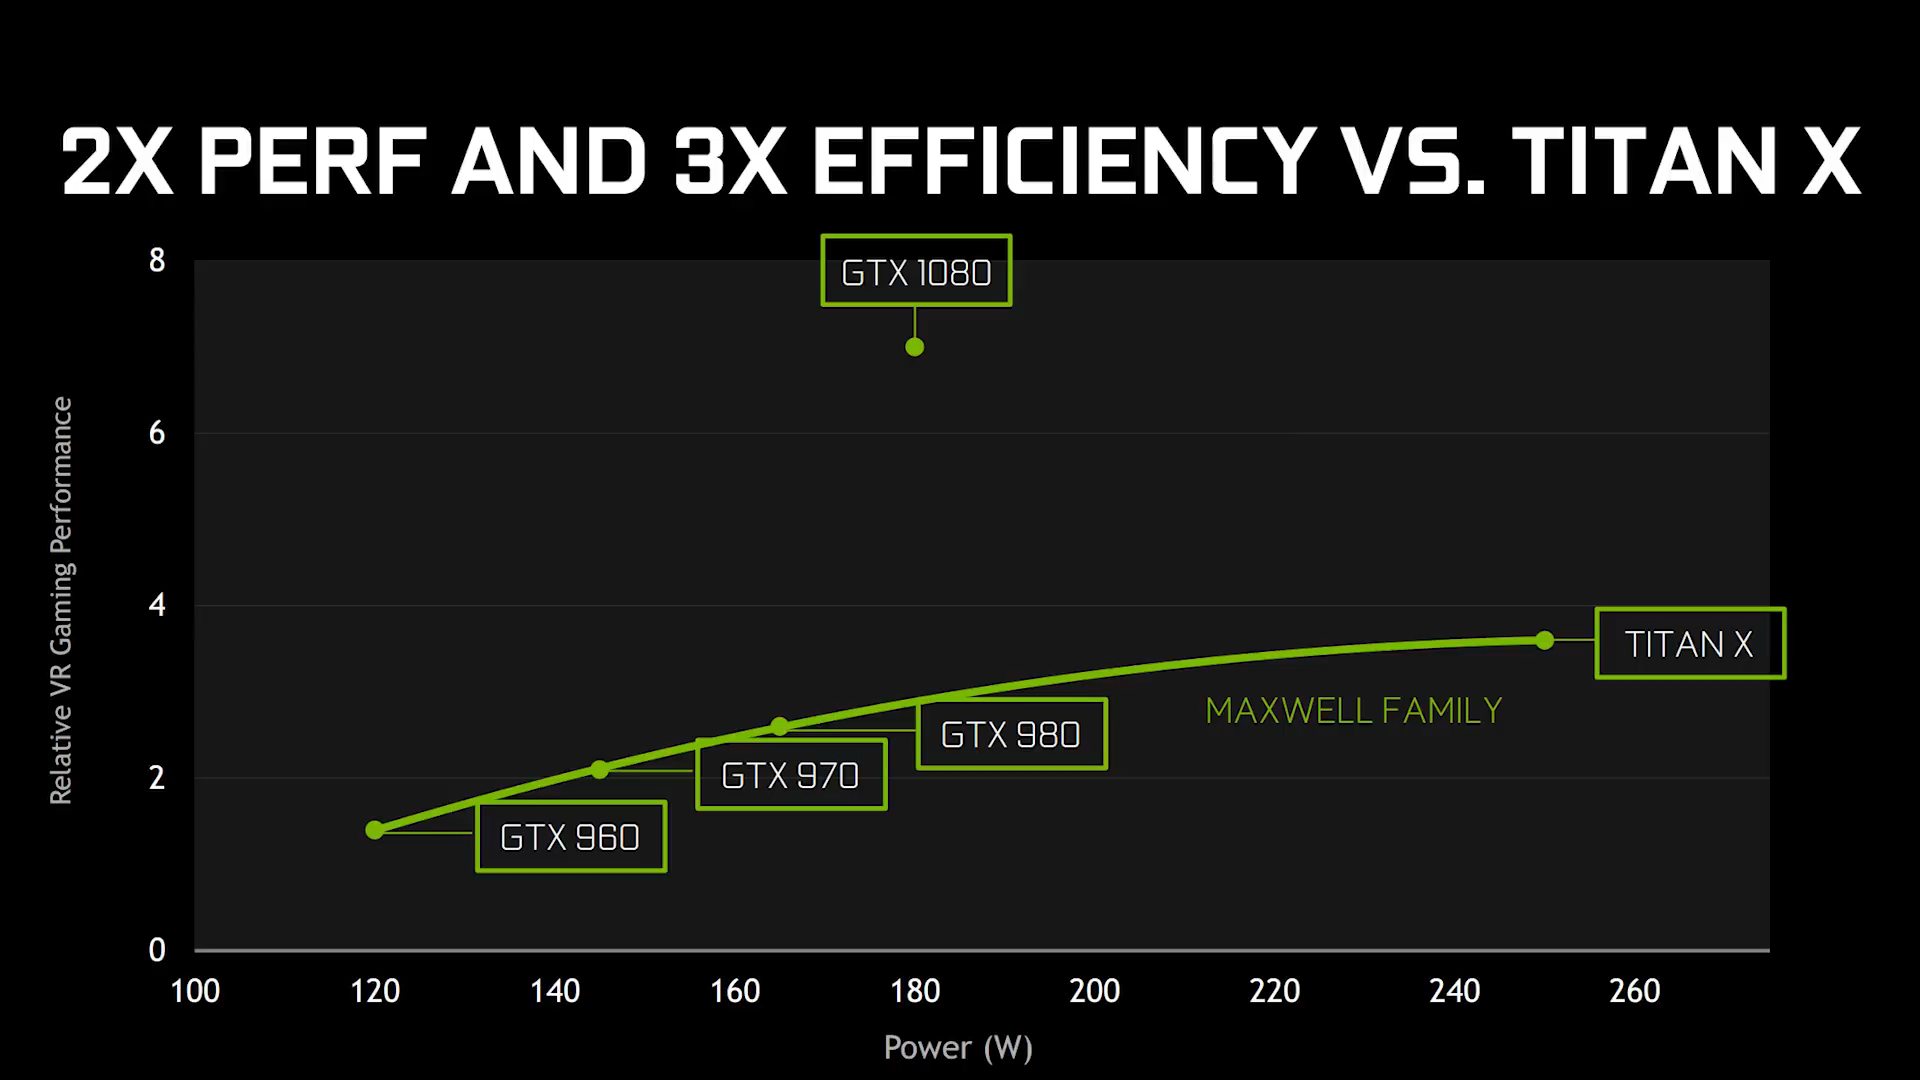 2X PERF AND 3X EFFICIENCY VS. TITAN X
8
GTX 1080
6
Relative VR Gaming Performance
4
TITAN X
MAXWELL FAMILY
GTX 980
2
GTX 970
GTX 960
0
100 120 140 160 180 200 220 240 260
Power (W)